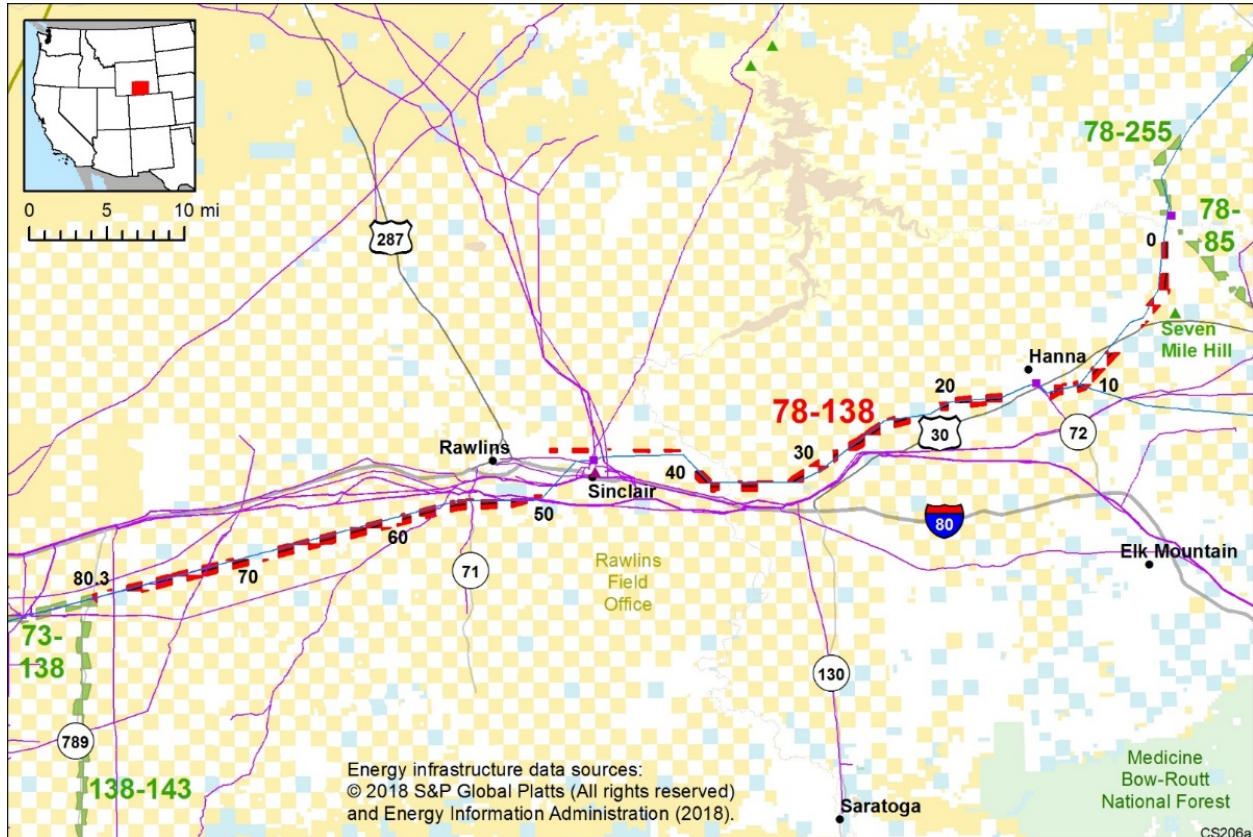 0 5 10 mi
287
78-255
78-
85
0
Seven
Mile Hill
Hanna
10
20
78-138
30
72
30
Rawlins
40
Sinclair
50
80
60
Elk Mountain
80.3
70
71
Rawlins
Field
Office
73-
138
130
789
138-143
Energy infrastructure data sources:
© 2018 S&P Global Platts (All rights reserved)
and Energy Information Administration (2018).
Medicine
Bow-Routt
National Forest
Saratoga
CS206a